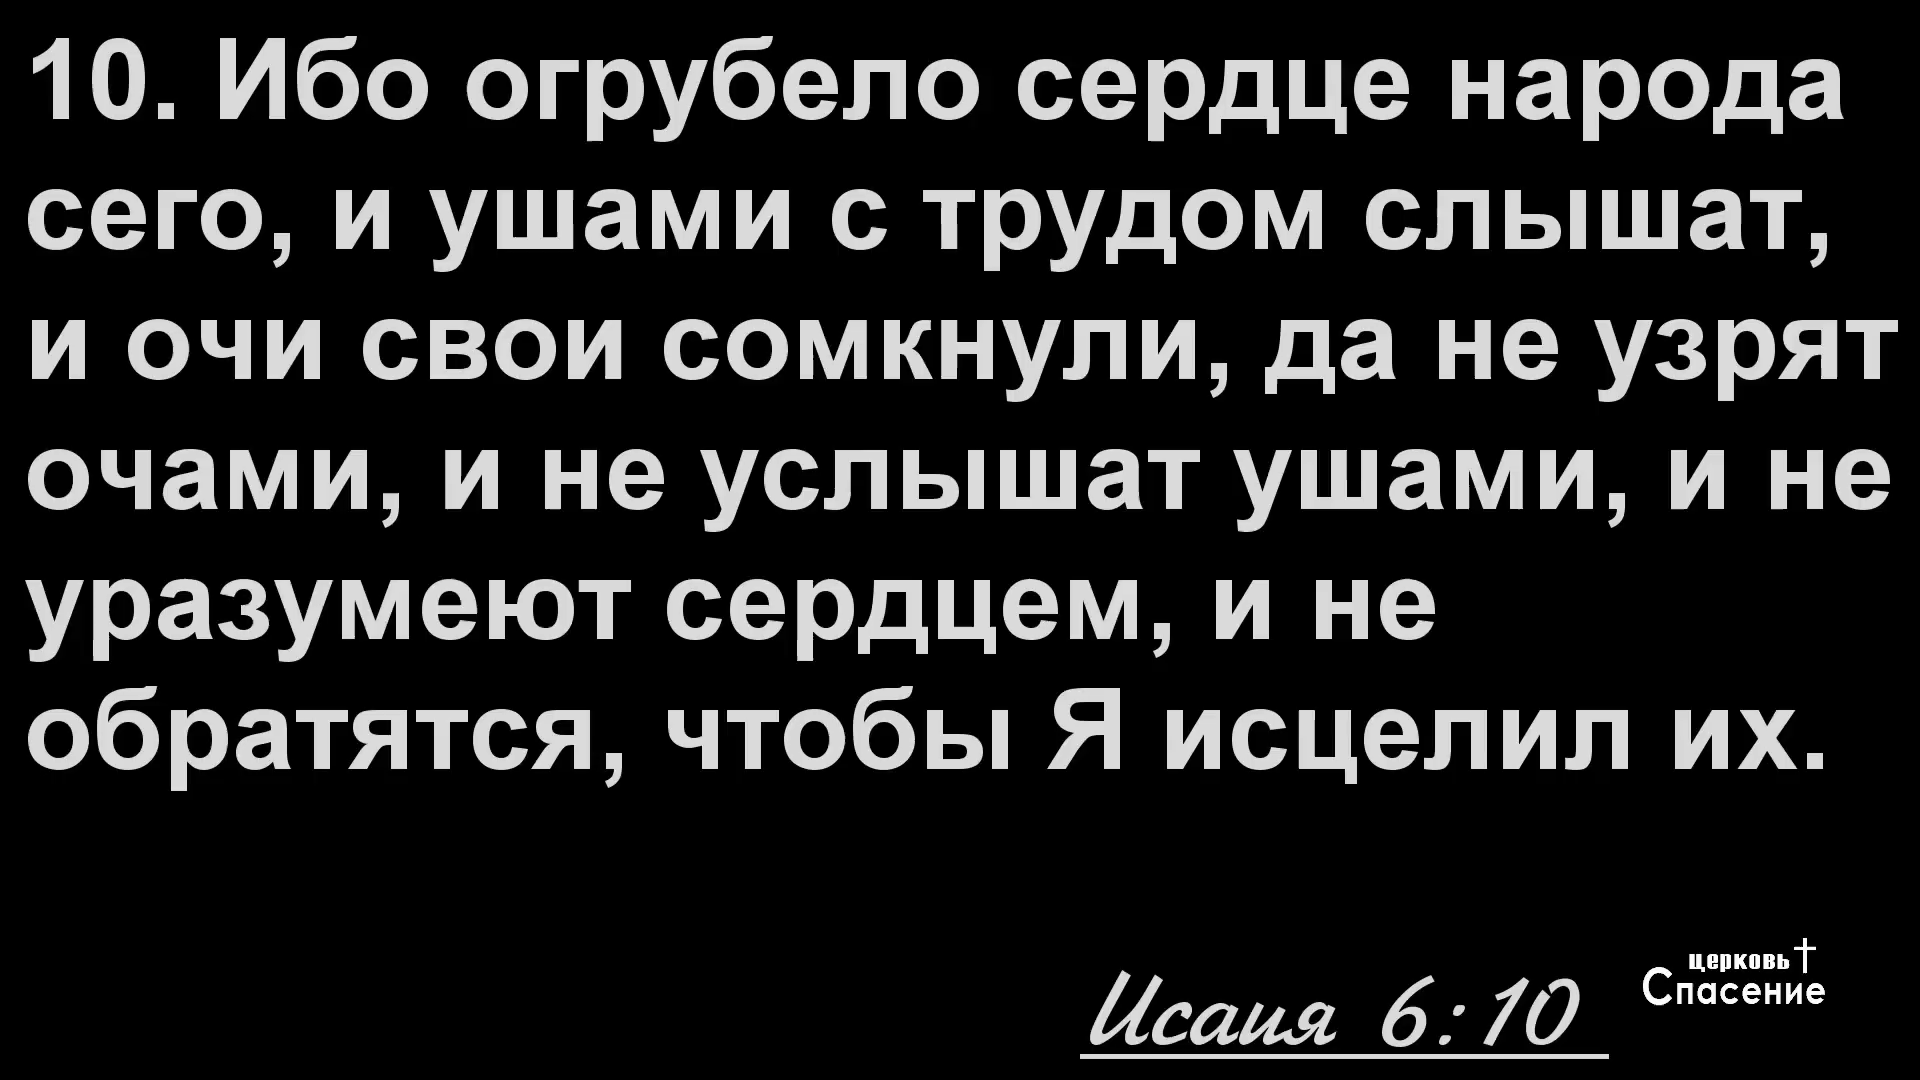 10. Ибо огрубело сердце народа
сего, и ушами с трудом слышат,
и очи свои сомкнули, да не узрят
очами, и не услышат ушами, и не
уразумеют сердцем, и не
обратятся, чтобы Я исцелил их.
Исаия 6:10
церковь
Спасение